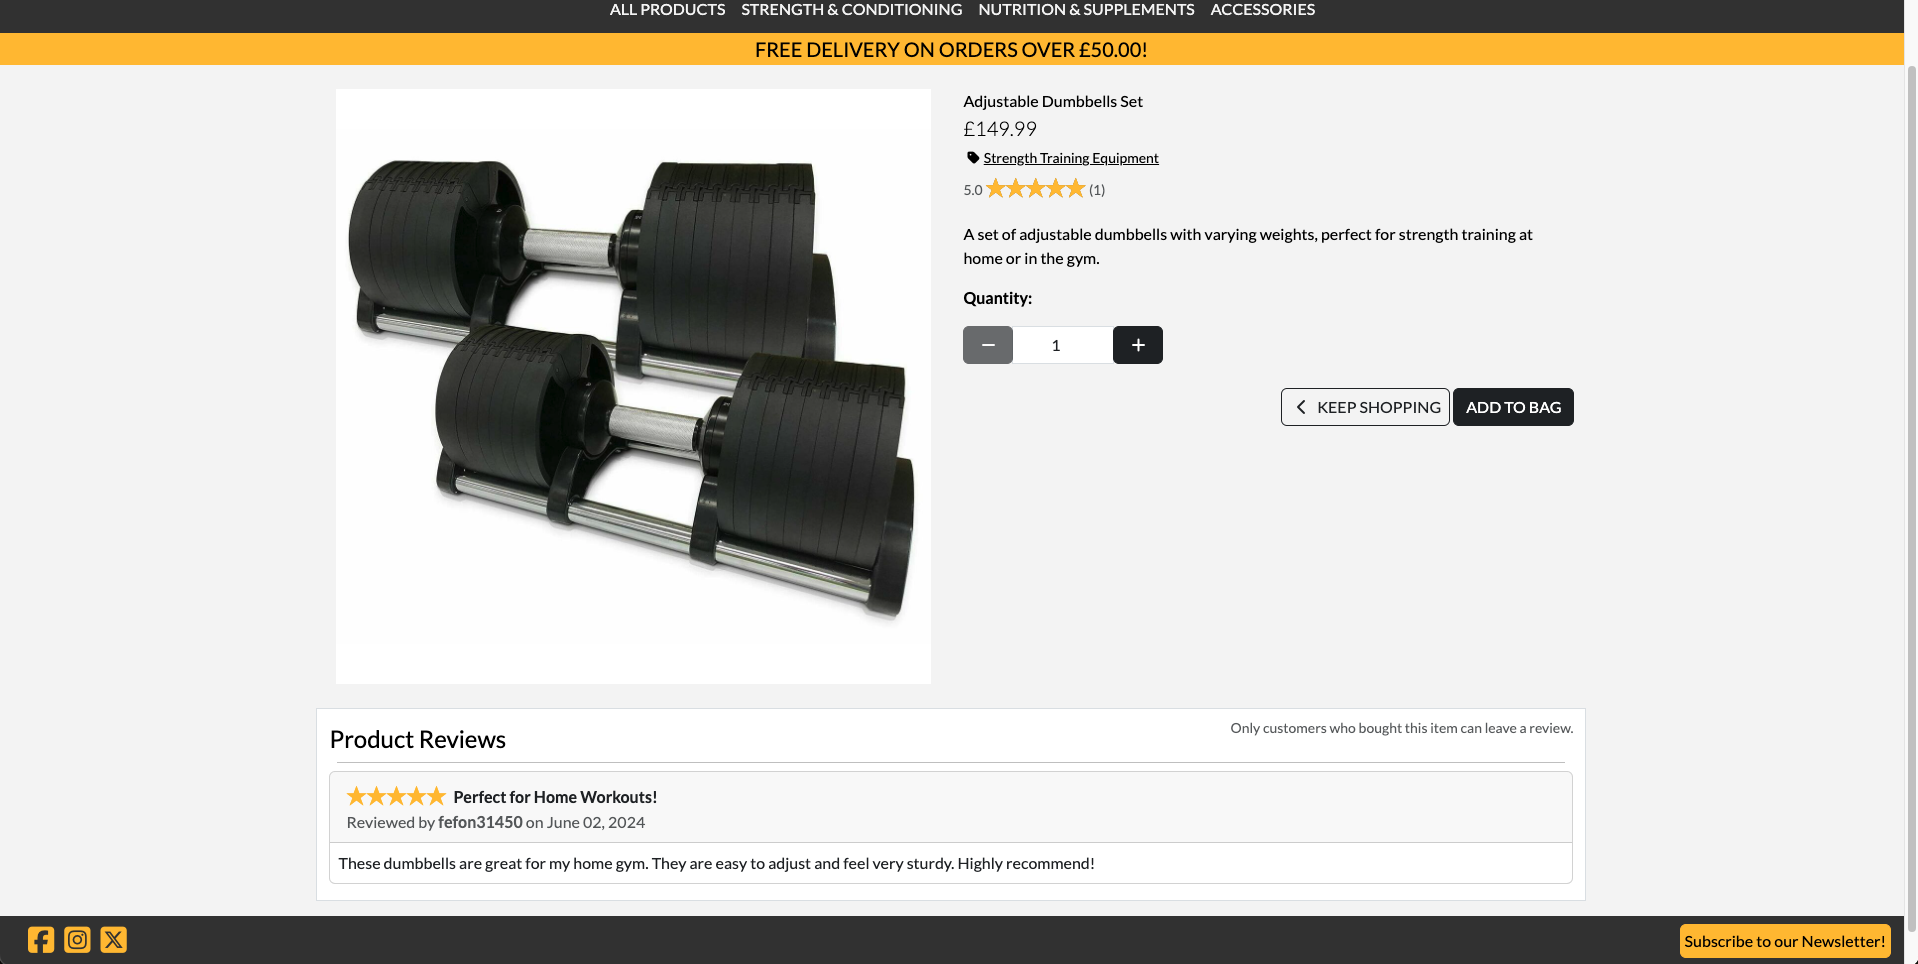 ALL PRODUCTS STRENGTH & CONDITIONING NUTRITION & SUPPLEMENTS ACCESSORIES
FREE DELIVERY ON ORDERS OVER £50.00!
Adjustable Dumbbells Set
£149.99
Strength Training Equipment
5.0 (1)
A set of adjustable dumbbells with varying weights, perfect for strength training at
home or in the gym.
Quantity:
1
KEEP SHOPPING ADD TO BAG
Product Reviews
Only customers who bought this item can leave a review.
Perfect for Home Workouts!
Reviewed by fefon31450 on June 02, 2024
These dumbbells are great for my home gym. They are easy to adjust and feel very sturdy. Highly recommend!
Subscribe to our Newsletter!